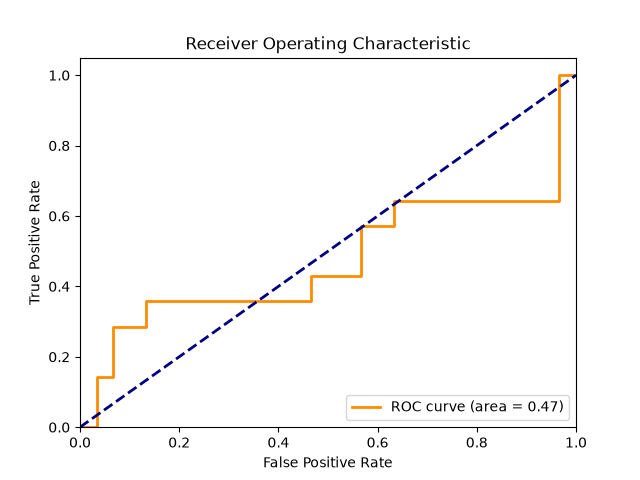 Receiver Operating Characteristic
True Positive Rate
1.0
0.8
0.6
0.4
0.2
0.0
ROC curve (area = 0.47)
0.0 0.2 0.4 0.6 0.8 1.0
False Positive Rate